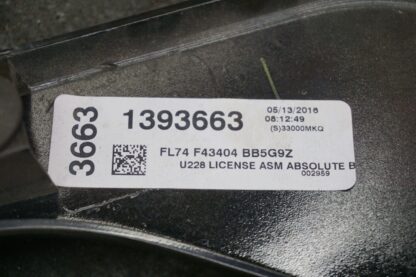 3663
1393663
05/13/2016
08:12:49
(S)33000MKQ
FL74 F43404 BB5G9Z
U228 LICENSE ASM ABSOLUTE B
002959